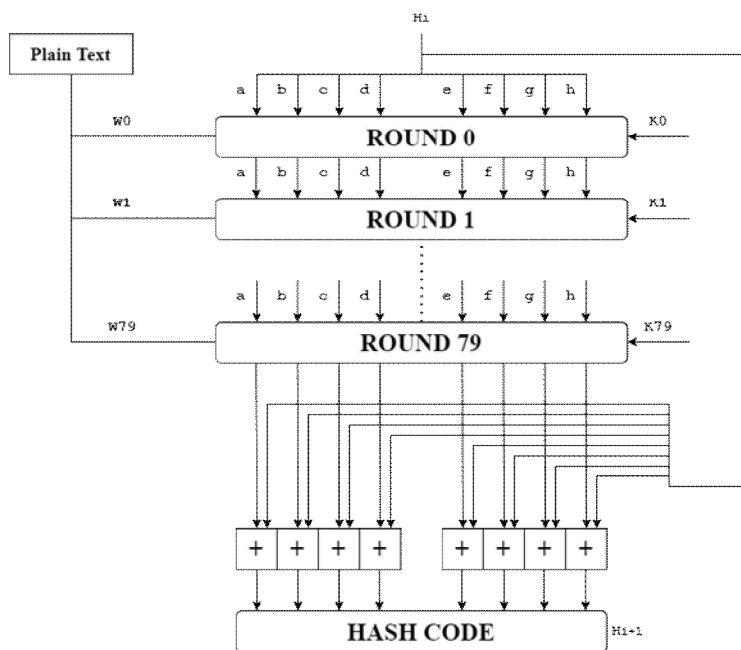 Hi
Plain Text
a b c d e f g h
W0 ROUND 0 K0
a b c d e f g h
W1 ROUND 1 K1
a b c d e f g h
W79 ROUND 79 K79
+ + + + + + + +
HASH CODE Hi+1